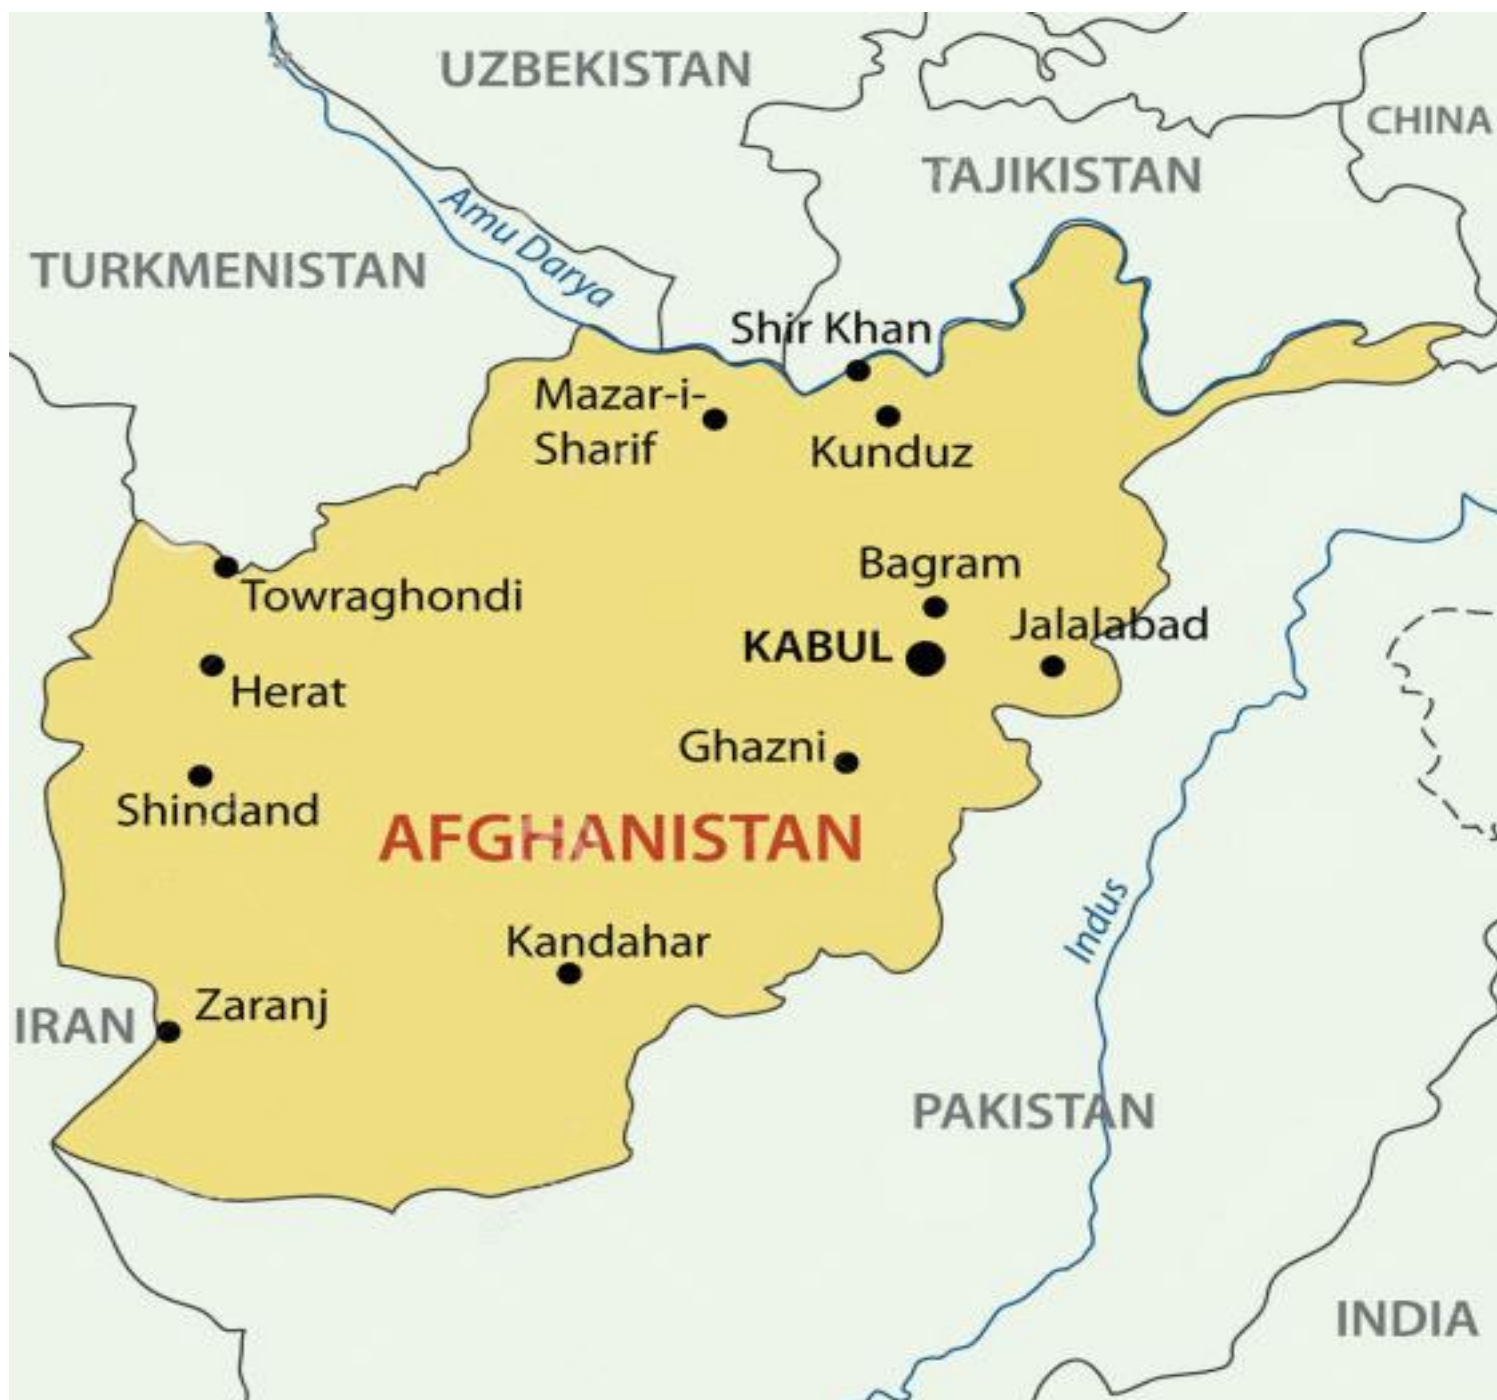 UZBEKISTAN
CHINA
TAJIKISTAN
Amu Darya
TURKMENISTAN
Shir Khan
Mazar-i-
Sharif
Kunduz
Bagram
Towraghondi
Jalalabad
KABUL
Herat
Ghazni
Shindand
AFGHANISTAN
Indus
Kandahar
Zaranj
IRAN
PAKISTAN
INDIA